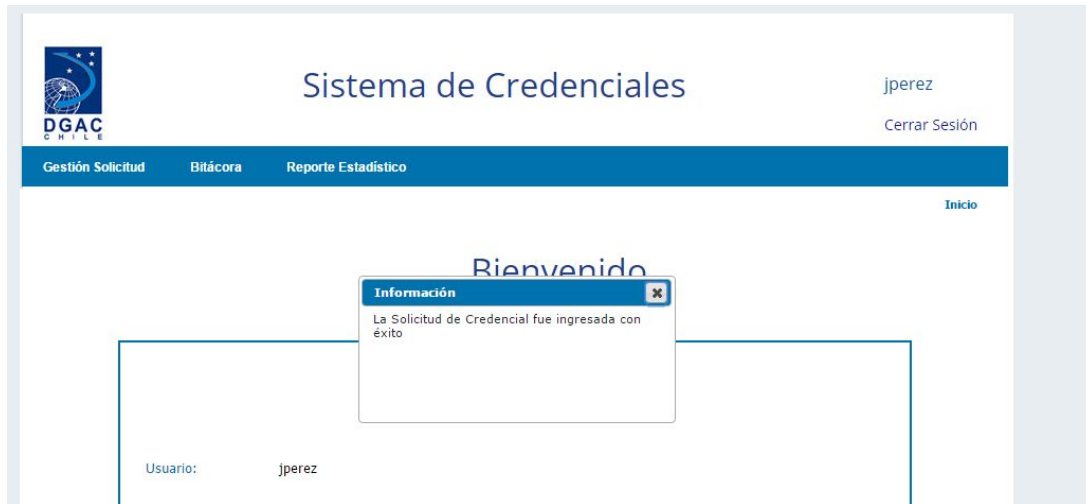 DGAC
CHILE
Sistema de Credenciales
jperez
Cerrar Sesión
Gestión Solicitud Bitácora Reporte Estadístico
Inicio
Bienvenido
Información
La Solicitud de Credencial fue ingresada con
éxito
Usuario: jperez